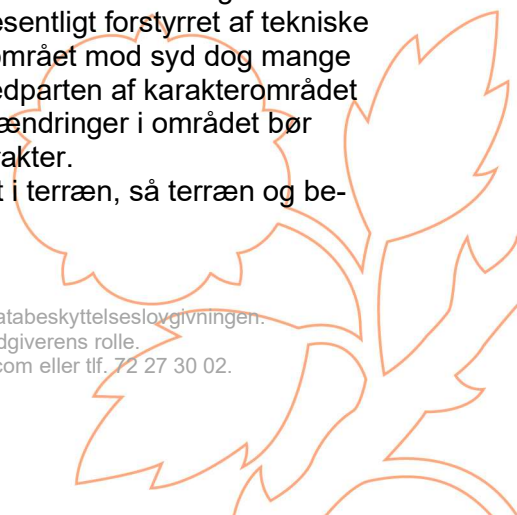 sentligt forstyrret af tekniske
området mod syd dog mange
edparten af karakterområdet
ændringer i området bør
akter.
t i terræn, så terræn og be-
atabeskyttelseslovgivningen.
dgiverens rolle.
com eller tlf. 72 27 30 02.